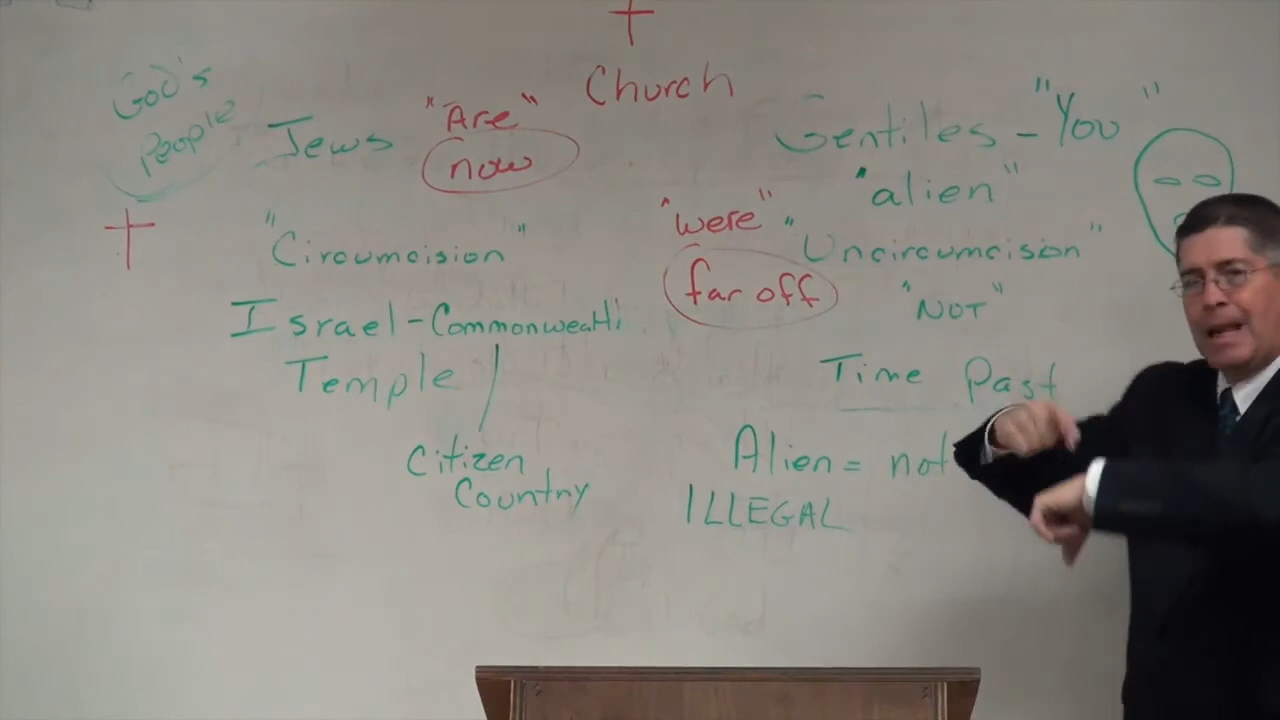 Church
God's
People
Jews
"Are"
now
Gentiles - "You"
"alien"
"were"
"Uncircumcision"
far off
"NOT"
"Circumcision"
Israel - Commonwealth
Temple
Citizen
Country
Time Past
Alien = not
ILLEGAL